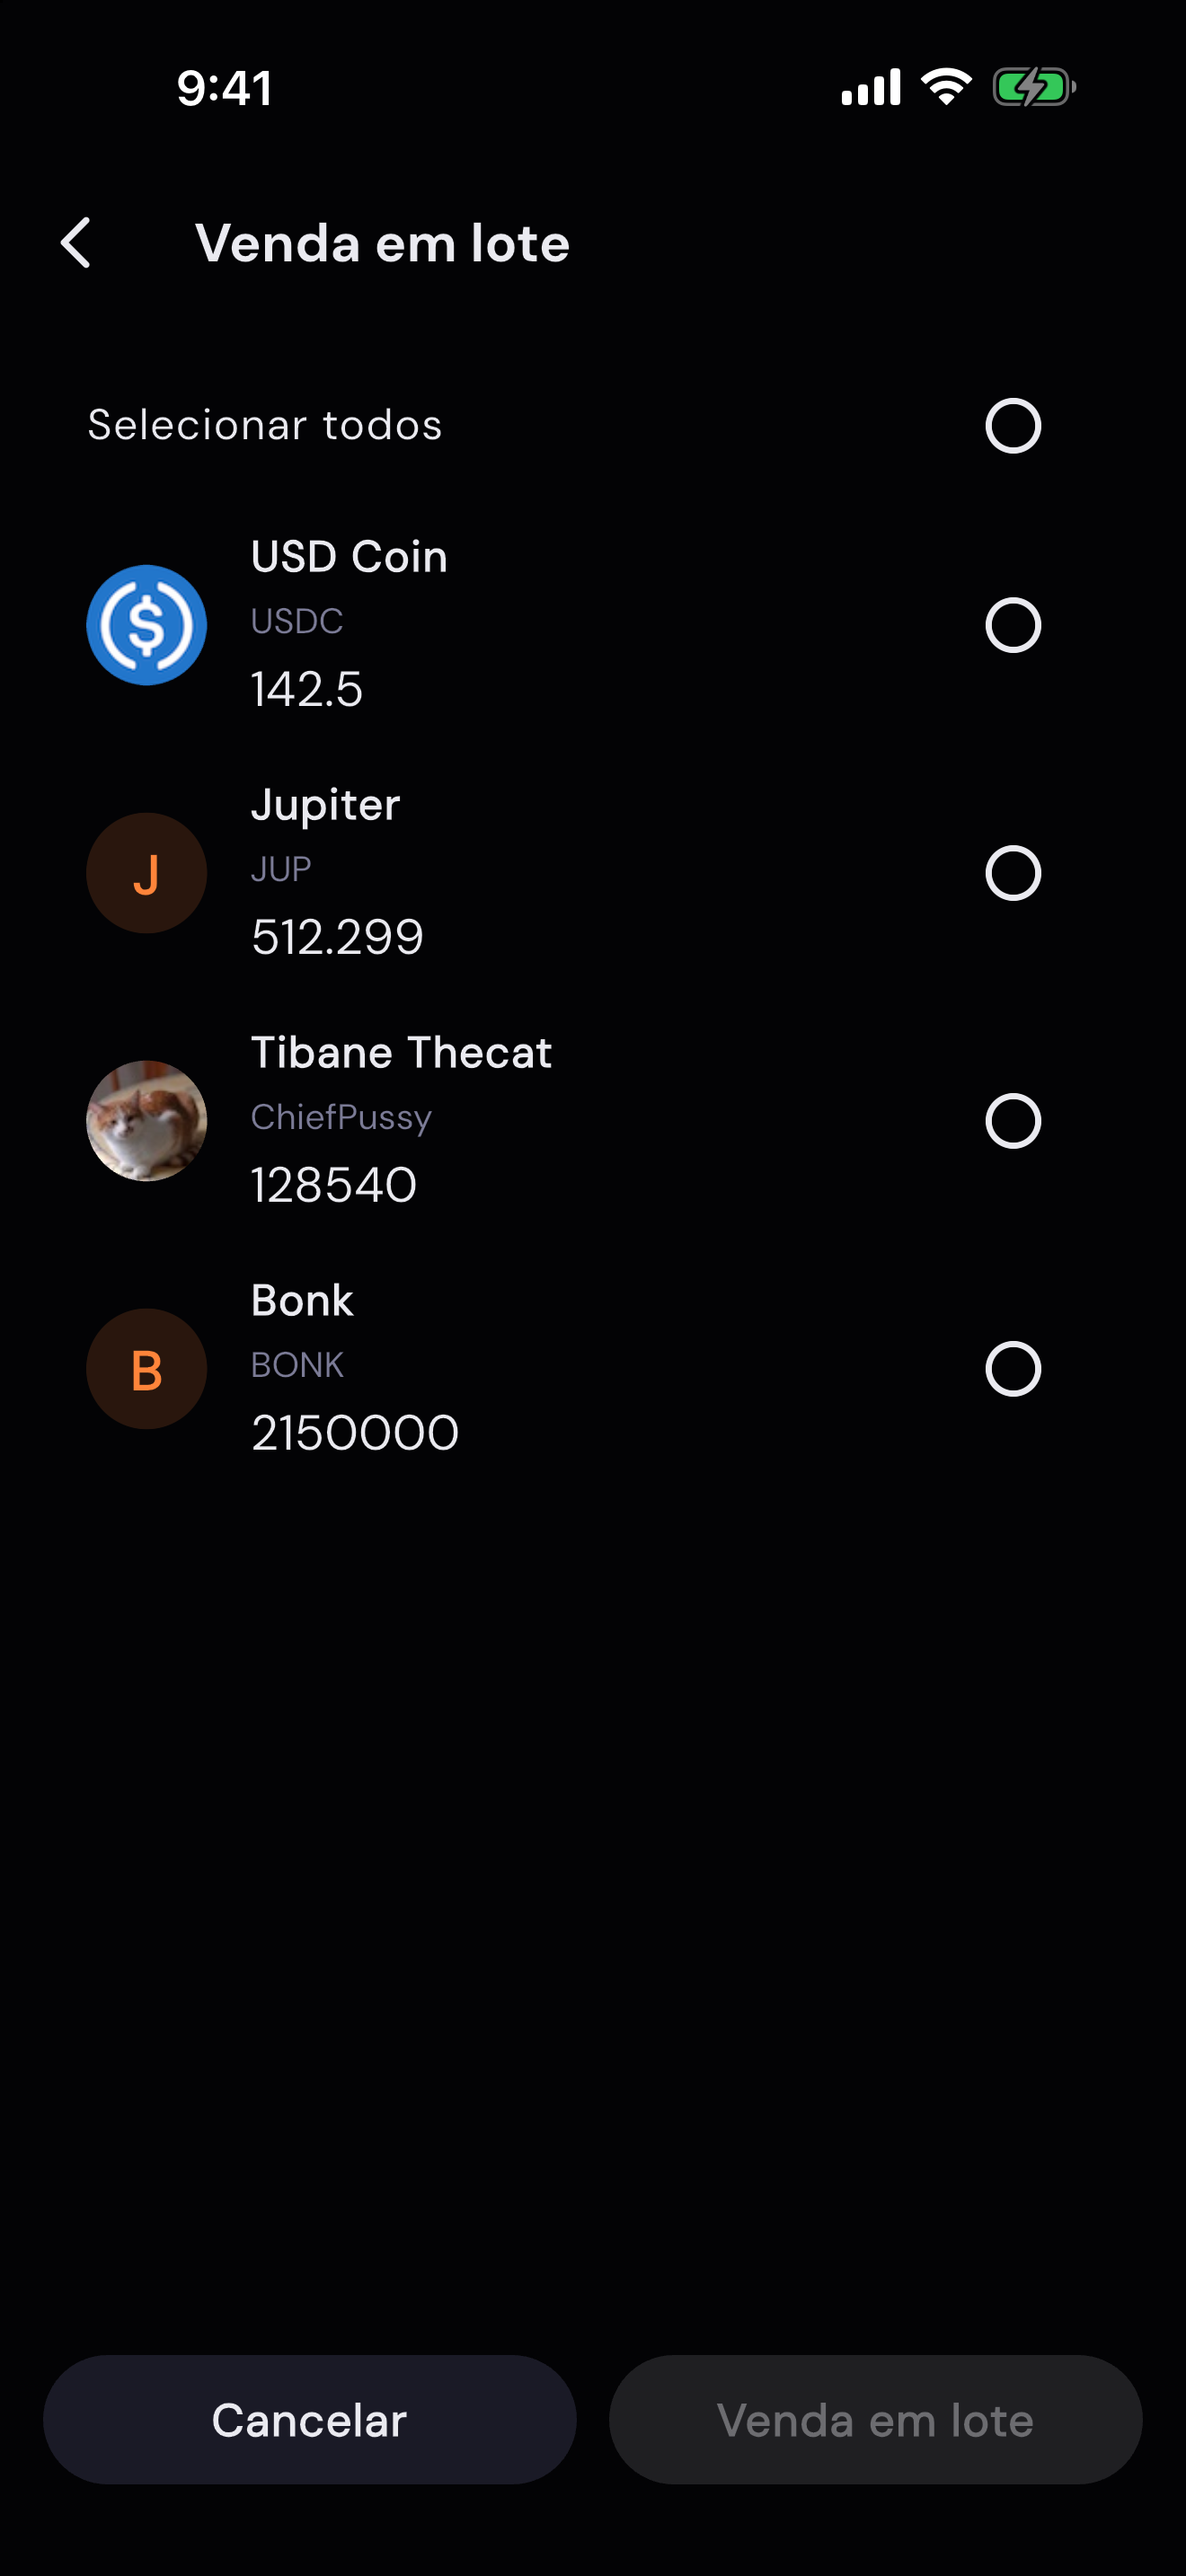 9:41
Venda em lote
Selecionar todos
USD Coin
USDC
142.5
J
Jupiter
JUP
512.299
Tibane Thecat
ChiefPussy
128540
B
Bonk
BONK
2150000
Cancelar
Venda em lote